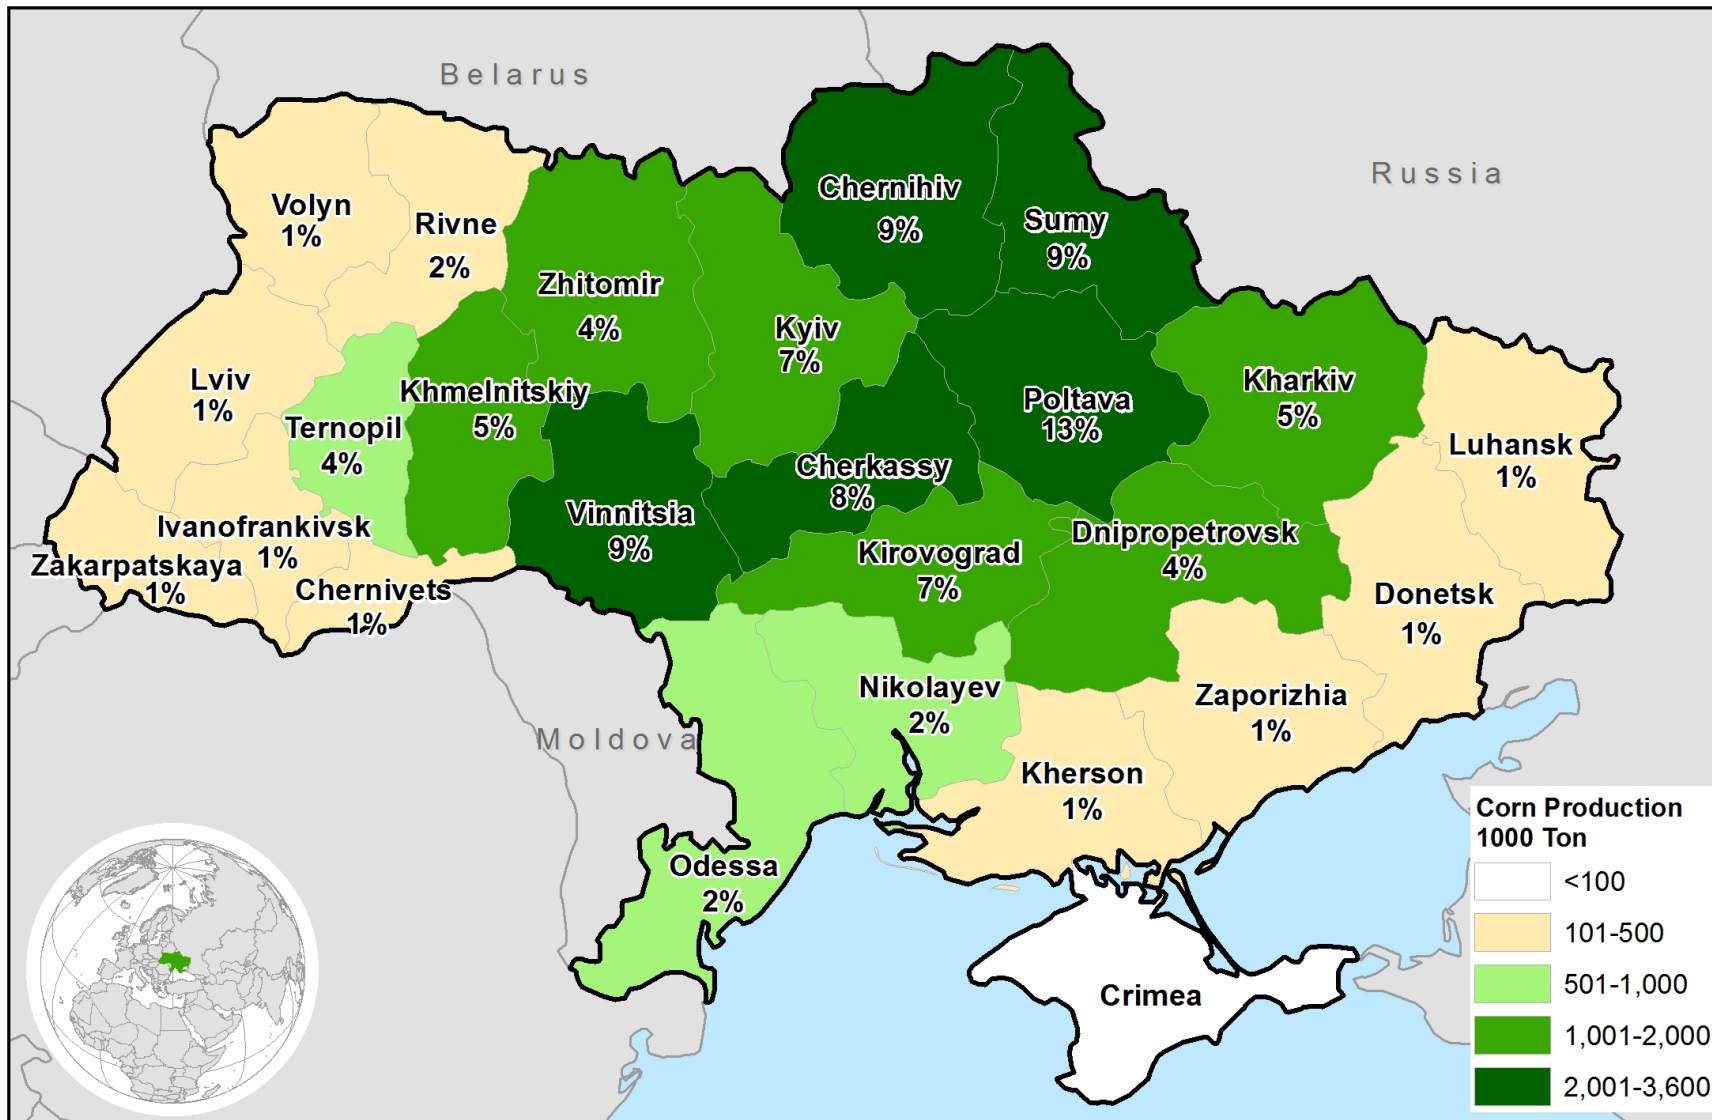 Belarus
Russia
Chernihiv
9%
Sumy
9%
Volyn
1%
Rivne
2%
Zhitomir
4%
Kyiv
7%
Lviv
1%
Ternopil
4%
Khmelnitskiy
5%
Poltava
13%
Kharkiv
5%
Luhansk
1%
Cherkassy
8%
Vinnitsia
9%
Ivanofrankivsk
1%
Zakarpatskaya
1%
Chernivets
1%
Kirovograd
7%
Dnipropetrovsk
4%
Donetsk
1%
Nikolayev
2%
Zaporizhia
1%
Moldova
Kherson
1%
Odessa
2%
Crimea
Corn Production
1000 Ton
<100
101-500
501-1,000
1,001-2,000
2,001-3,600